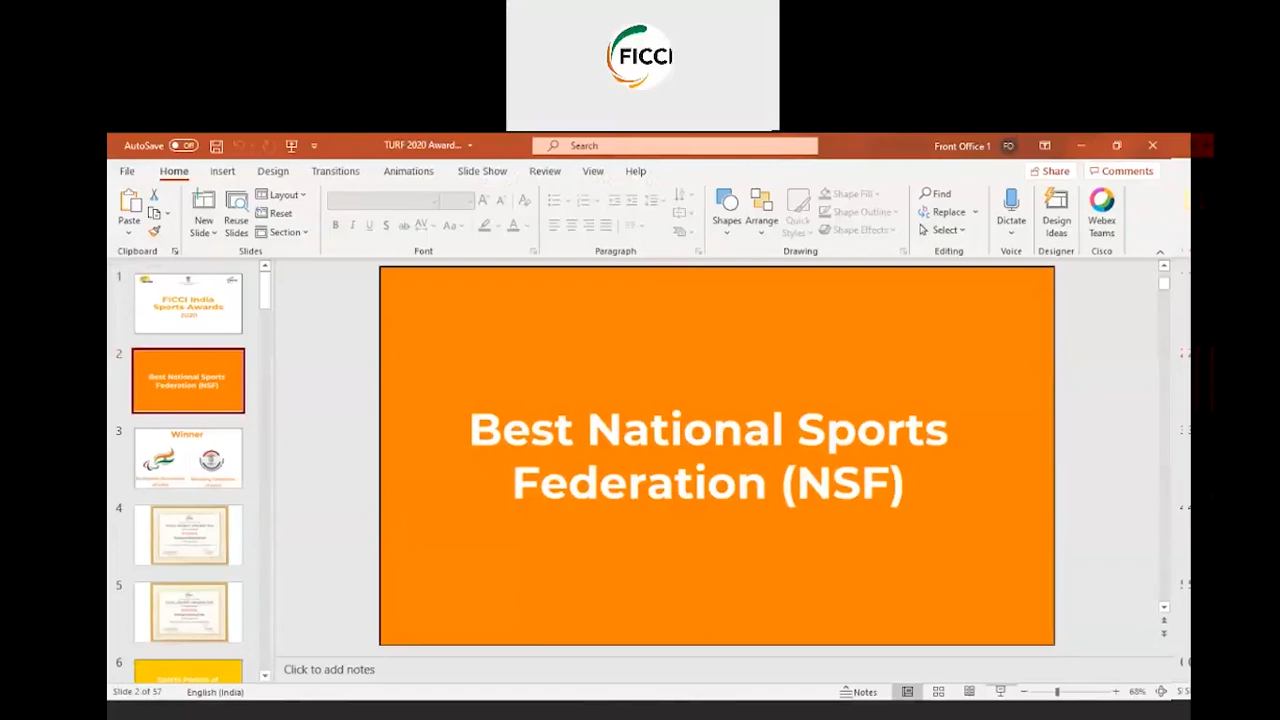 FICCI
AutoSave Off
TURF 2020 Award...
Search
Front Office 1
FO
File Home Insert Design Transitions Animations Slide Show Review View Help
Share
Comments
Paste
New
Slide
Reuse
Slides
Layout
Reset
Section
Shapes
Arrange
Quick
Styles
Shape Fill
Shape Outline
Shape Effects
Find
Replace
Select
Dictate
Design
Ideas
Webex
Teams
Clipboard Slides Font Paragraph Drawing Editing Voice Designer Cisco
1
FICCI India
Sports Awards
2020
2
Best National Sports
Federation (NSF)
3
Winner
4
5
6
Best National Sports
Federation (NSF)
Click to add notes
Slide 2 of 57
English (India)
Notes
68%